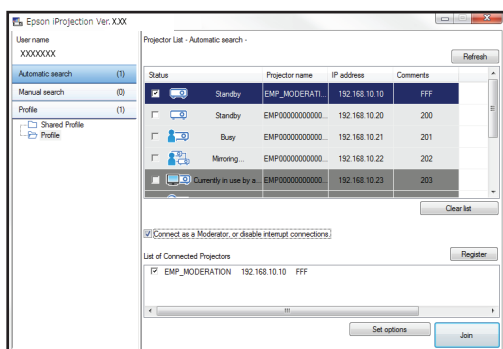 Epson iProjection Ver. X.XX
User name
XXXXXXX
Automatic search (1)
Manual search (0)
Profile (1)
Shared Profile
Profile
Projector List - Automatic search -
Refresh
Status Projector name IP address Comments
Standby EMP_MODERATI... 192.168.10.10 FFF
Standby EMP00000000000... 192.168.10.20 200
Busy EMP00000000000... 192.168.10.21 201
Mirroring... EMP00000000000... 192.168.10.22 202
Currently in use by a... EMP00000000000... 192.168.10.23 203
Clear list
Connect as a Moderator, or disable interrupt connections.
List of Connected Projectors
Register
EMP_MODERATION 192.168.10.10 FFF
Set options
Join